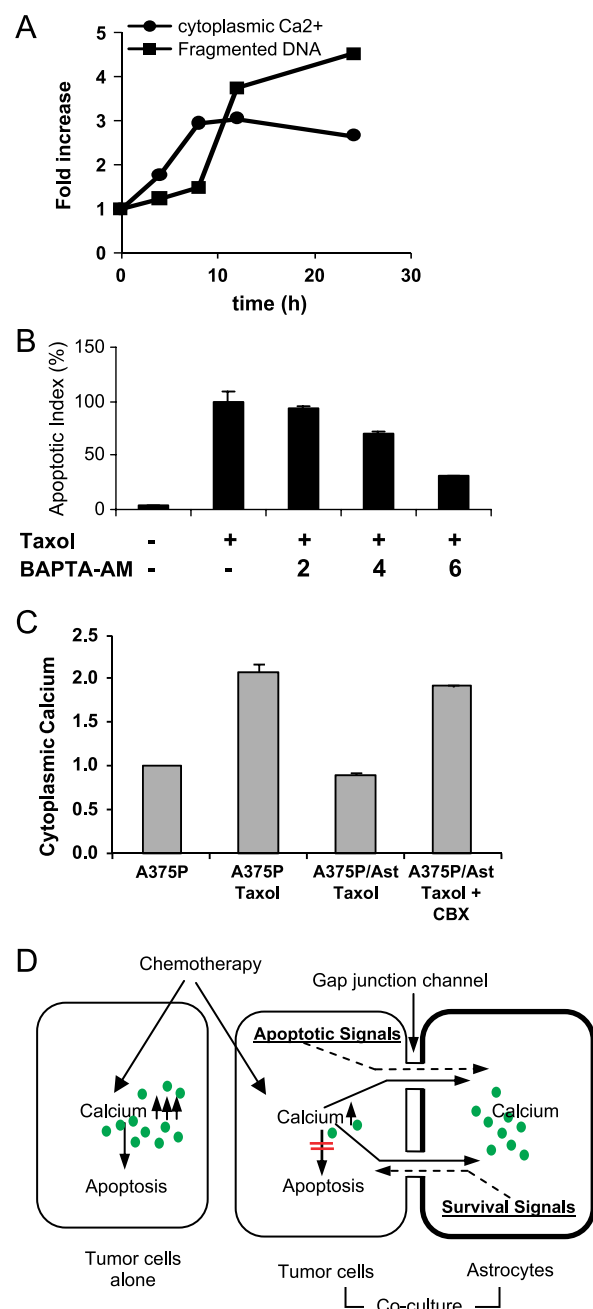 A
cytoplasmic Ca2+
Fragmented DNA
Fold increase
5
4
3
2
1
0
0 10 20 30
time (h)
B
Apoptotic Index (%)
150
100
50
0
Taxol - + + + +
BAPTA-AM - - 2 4 6
C
Cytoplasmic Calcium
2.5
2.0
1.5
1.0
0.5
0.0
A375P A375P A375P/Ast A375P/Ast
Taxol Taxol Taxol +
CBX
D
Chemotherapy
Gap junction channel
Apoptotic Signals
Calcium Calcium Calcium
Apoptosis Apoptosis
Survival Signals
Tumor cells
alone
Tumor cells Astrocytes
Co-culture